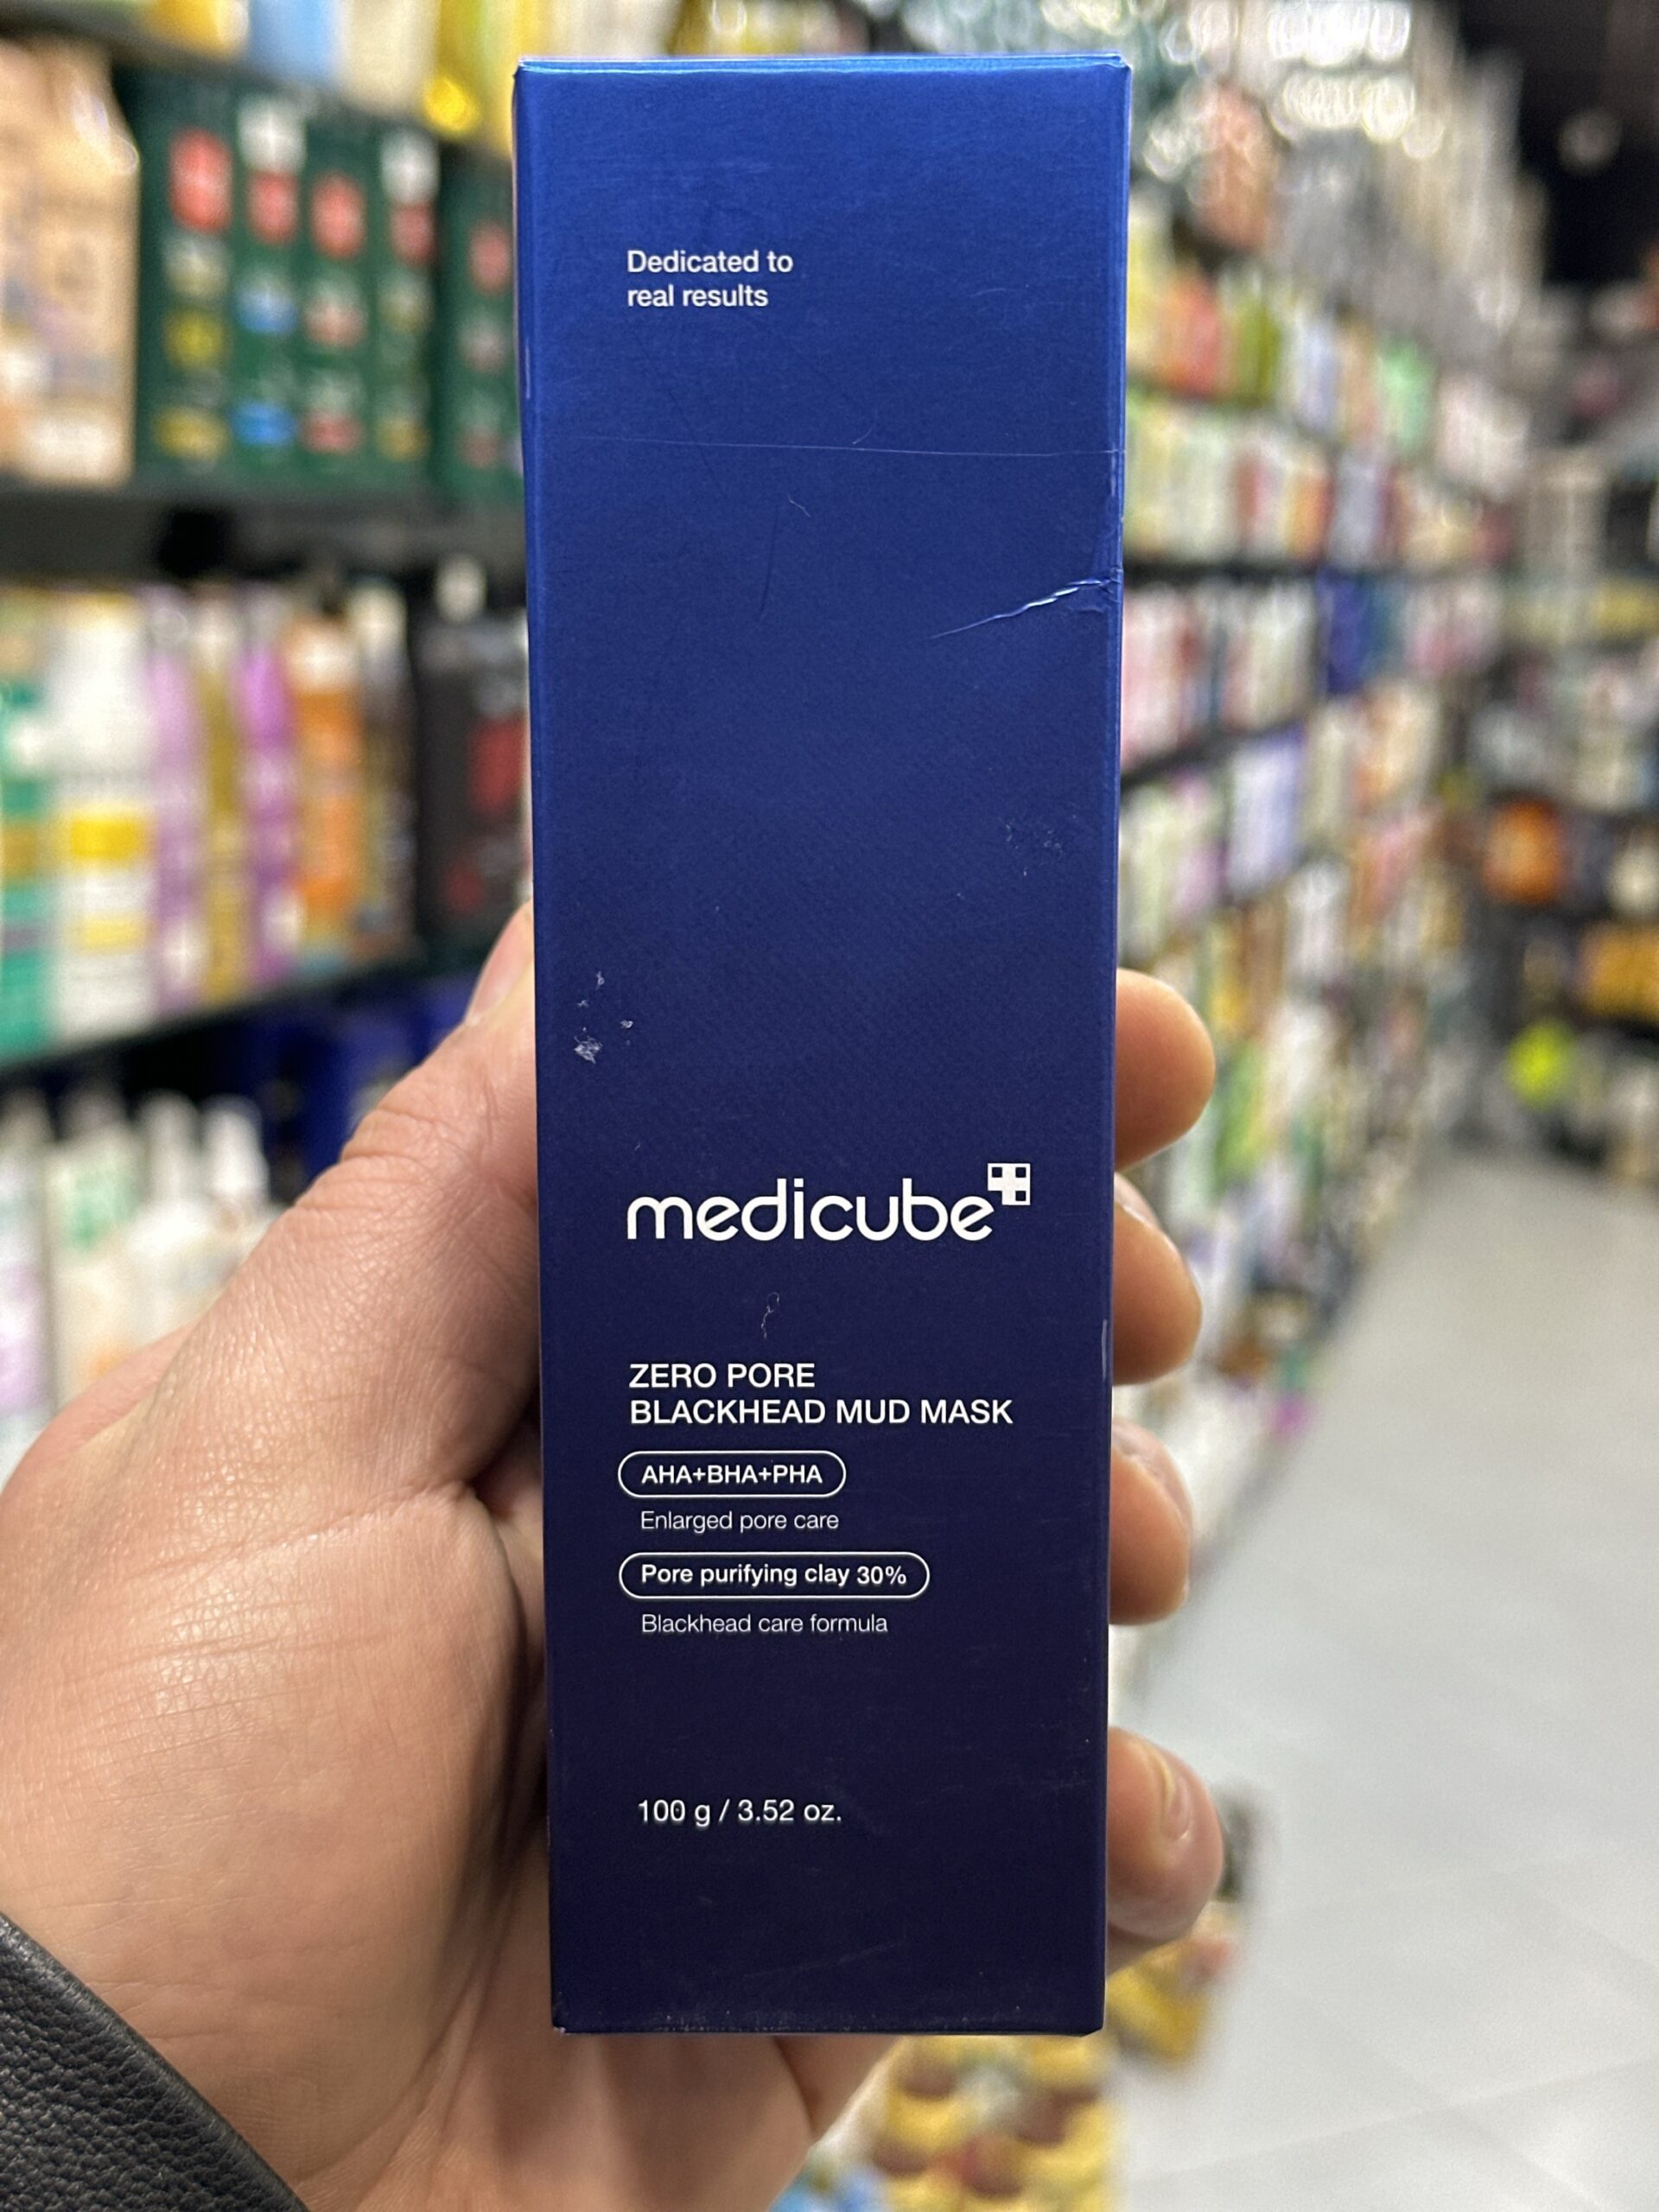 Dedicated to
real results
medicube
ZERO PORE
BLACKHEAD MUD MASK
AHA+BHA+PHA
Enlarged pore care
Pore purifying clay 30%
Blackhead care formula
100 g / 3.52 oz.